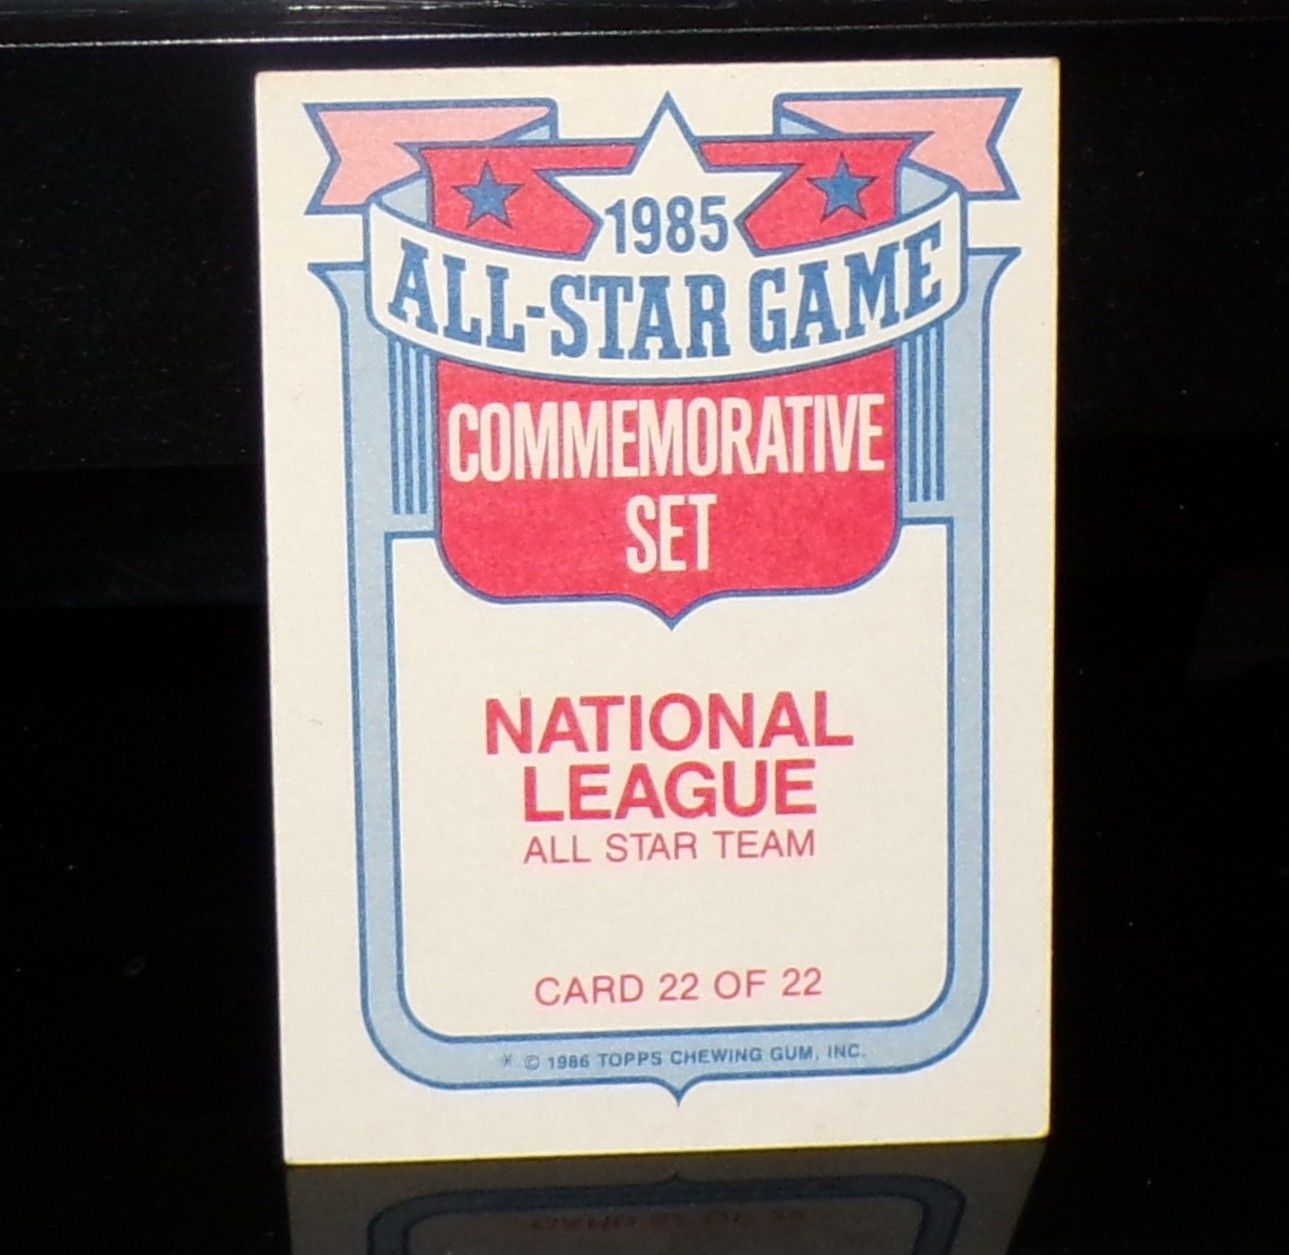 1985
ALL-STAR GAME
COMMEMORATIVE
SET
NATIONAL
LEAGUE
ALL STAR TEAM
CARD 22 OF 22
* © 1986 TOPPS CHEWING GUM, INC.